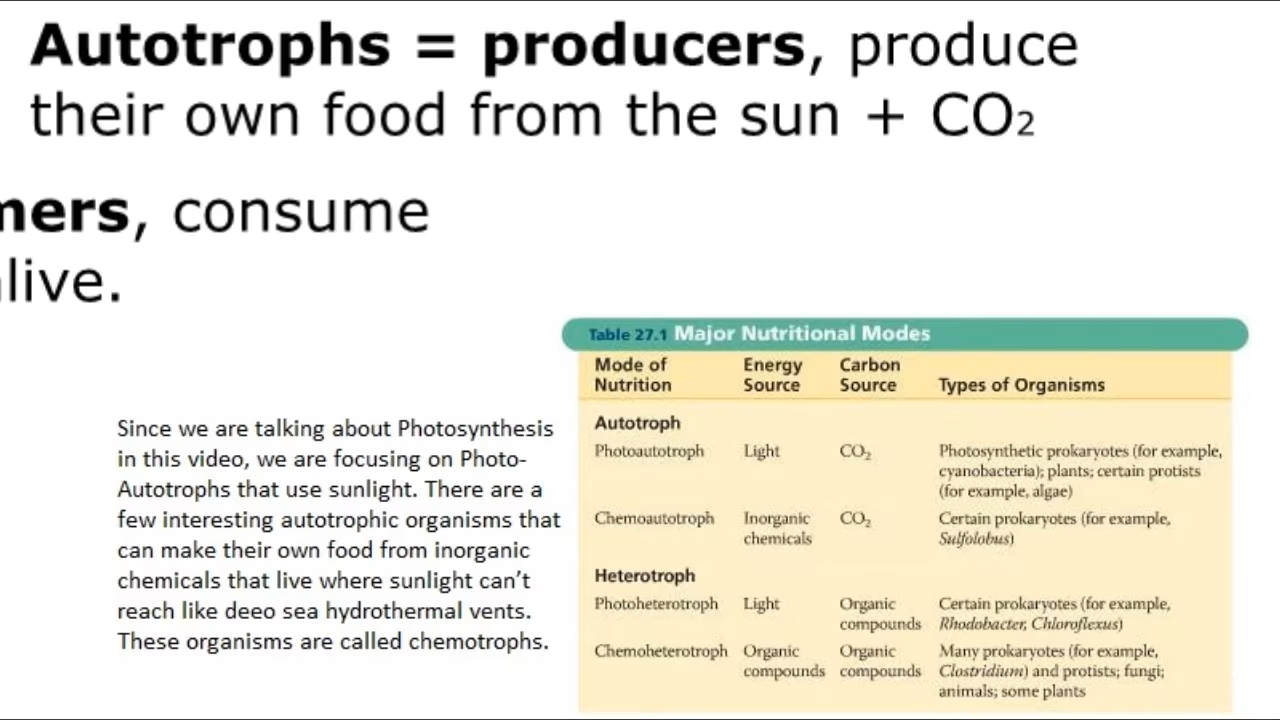 Autotrophs = producers, produce
their own food from the sun + CO₂
mers, consume
alive.
Since we are talking about Photosynthesis
in this video, we are focusing on Photo-
Autotrophs that use sunlight. There are a
few interesting autotrophic organisms that
can make their own food from inorganic
chemicals that live where sunlight can't
reach like deeo sea hydrothermal vents.
These organisms are called chemotrophs.
Table 27.1 Major Nutritional Modes
Mode of Nutrition Energy Source Carbon Source Types of Organisms
Autotroph
Photoautotroph Light CO₂ Photosynthetic prokaryotes (for example,
cyanobacteria); plants; certain protists
(for example, algae)
Chemoautotroph Inorganic CO₂ Certain prokaryotes (for example,
chemicals Sulfolobus)
Heterotroph
Photoheterotroph Light Organic Certain prokaryotes (for example,
compounds Rhodobacter, Chloroflexus)
Chemoheterotroph Organic Organic Many prokaryotes (for example,
compounds compounds Clostridium) and protists; fungi;
animals; some plants